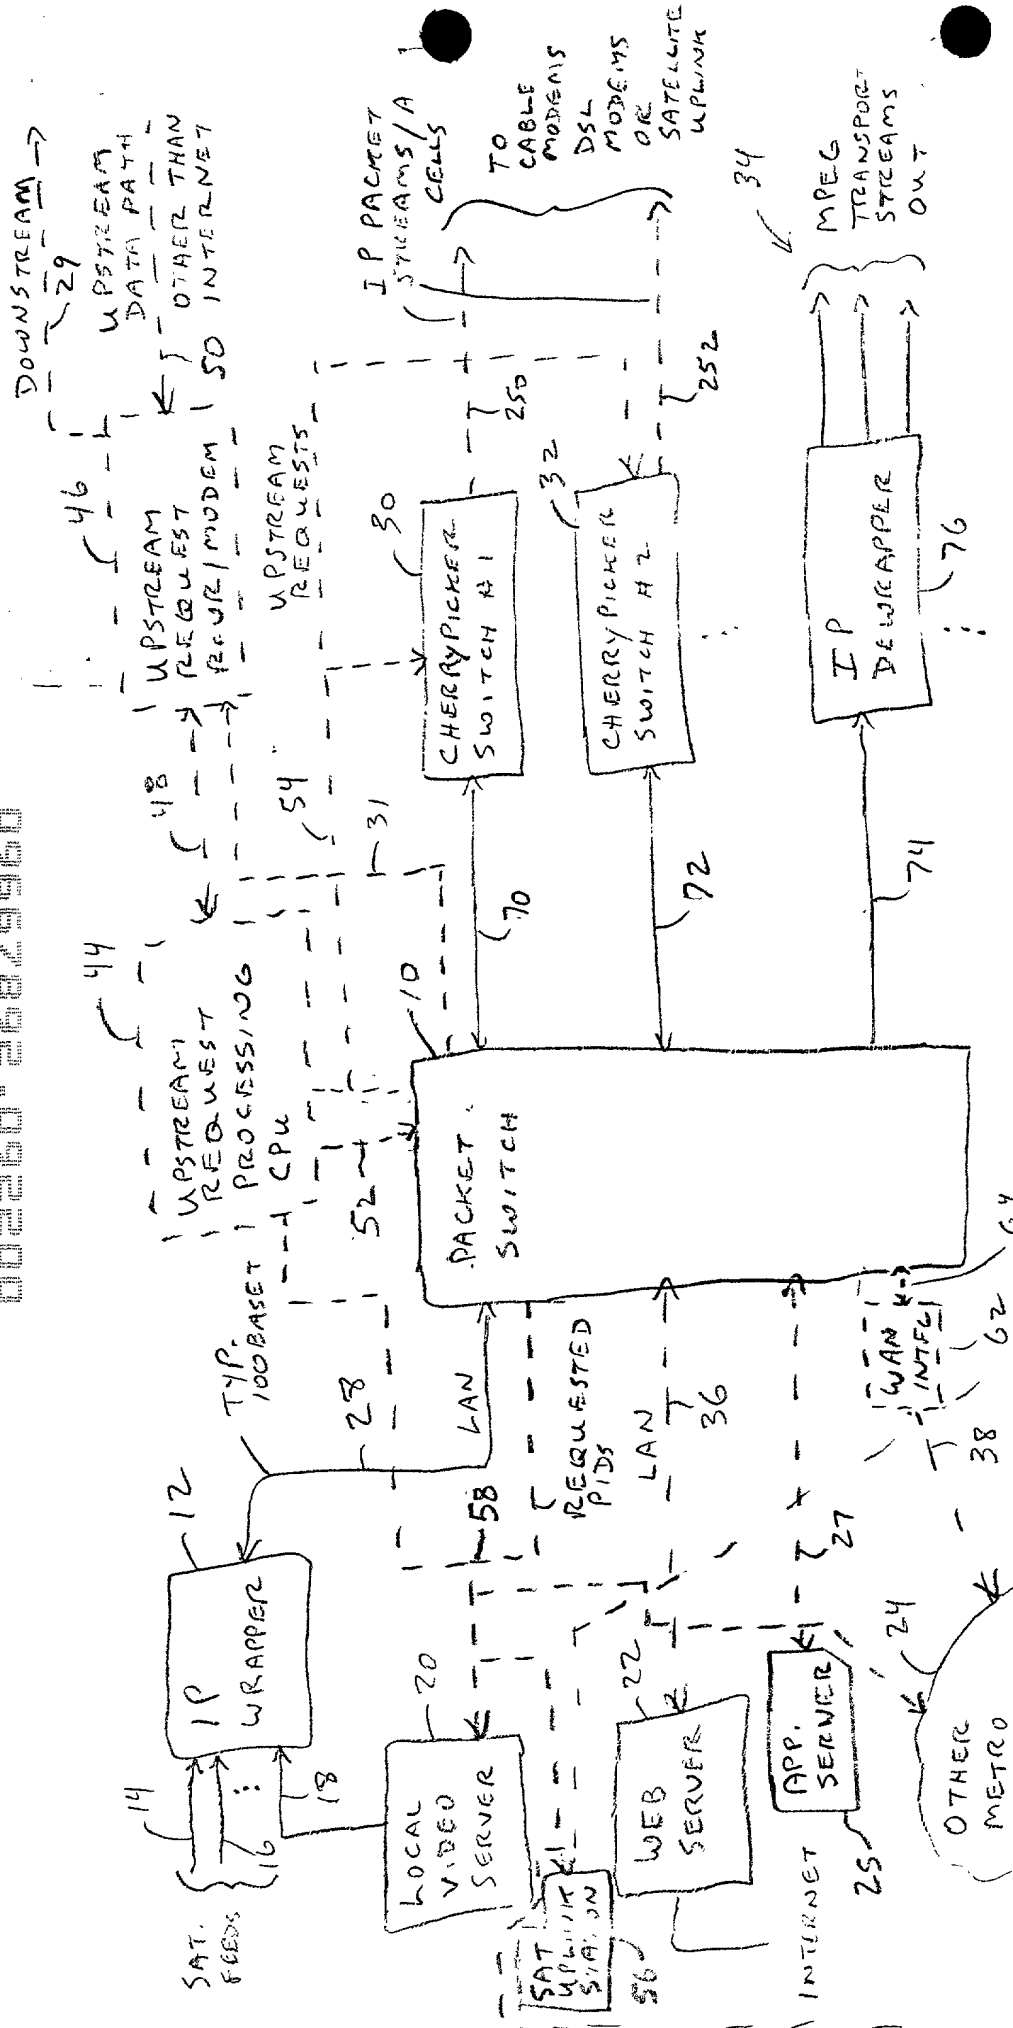 DOWNSTREAM
29
UPSTREAM
DATA PATH
OTHER THAN
INTERNET
50
46
UPSTREAM
REQUEST
RCVR/MODEM
48
44
UPSTREAM
REQUEST
PROCESSING
CPU
54
31
52
UPSTREAM
REQUESTS
IP PACKET
STREAMS/A
CELLS
TO
CABLE
MODEMS
DSL
MODEMS
OR
SATELLITE
UPLINK
TYP.
100BASET
28
LAN
12
IP
WRAPPER
14
16
18
SAT.
FEEDS
10
PACKET
SWITCH
70
30
CHERRYPICKER
SWITCH #1
250
72
32
CHERRYPICKER
SWITCH #2
252
74
IP
DEWRAPPER
76
34
MPEG
TRANSPORT
STREAMS
OUT
20
LOCAL
VIDEO
SERVER
58
REQUESTED
PIDS
LAN
36
SAT
UPLINK
STATION
56
22
WEB
SERVER
INTERNET
APP.
SERVER
25
27
24
OTHER
METRO
38
WAN
INTFC
62